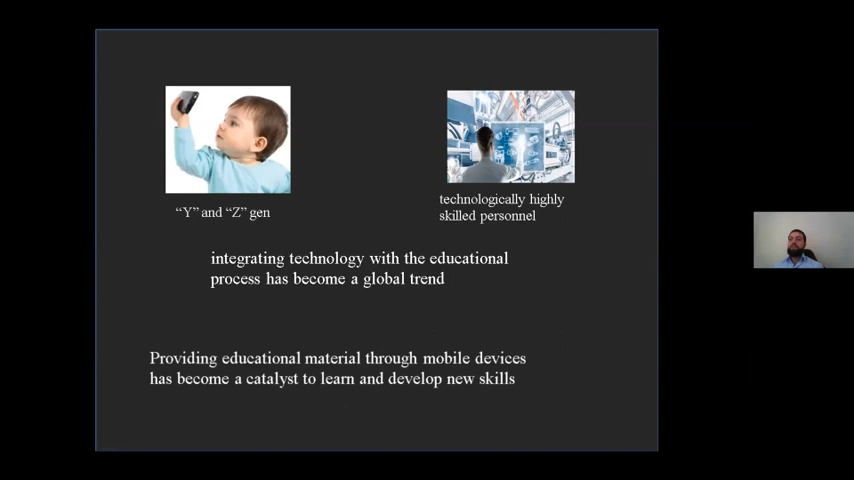 “Y” and “Z” gen
technologically highly
skilled personnel
integrating technology with the educational
process has become a global trend
Providing educational material through mobile devices
has become a catalyst to learn and develop new skills